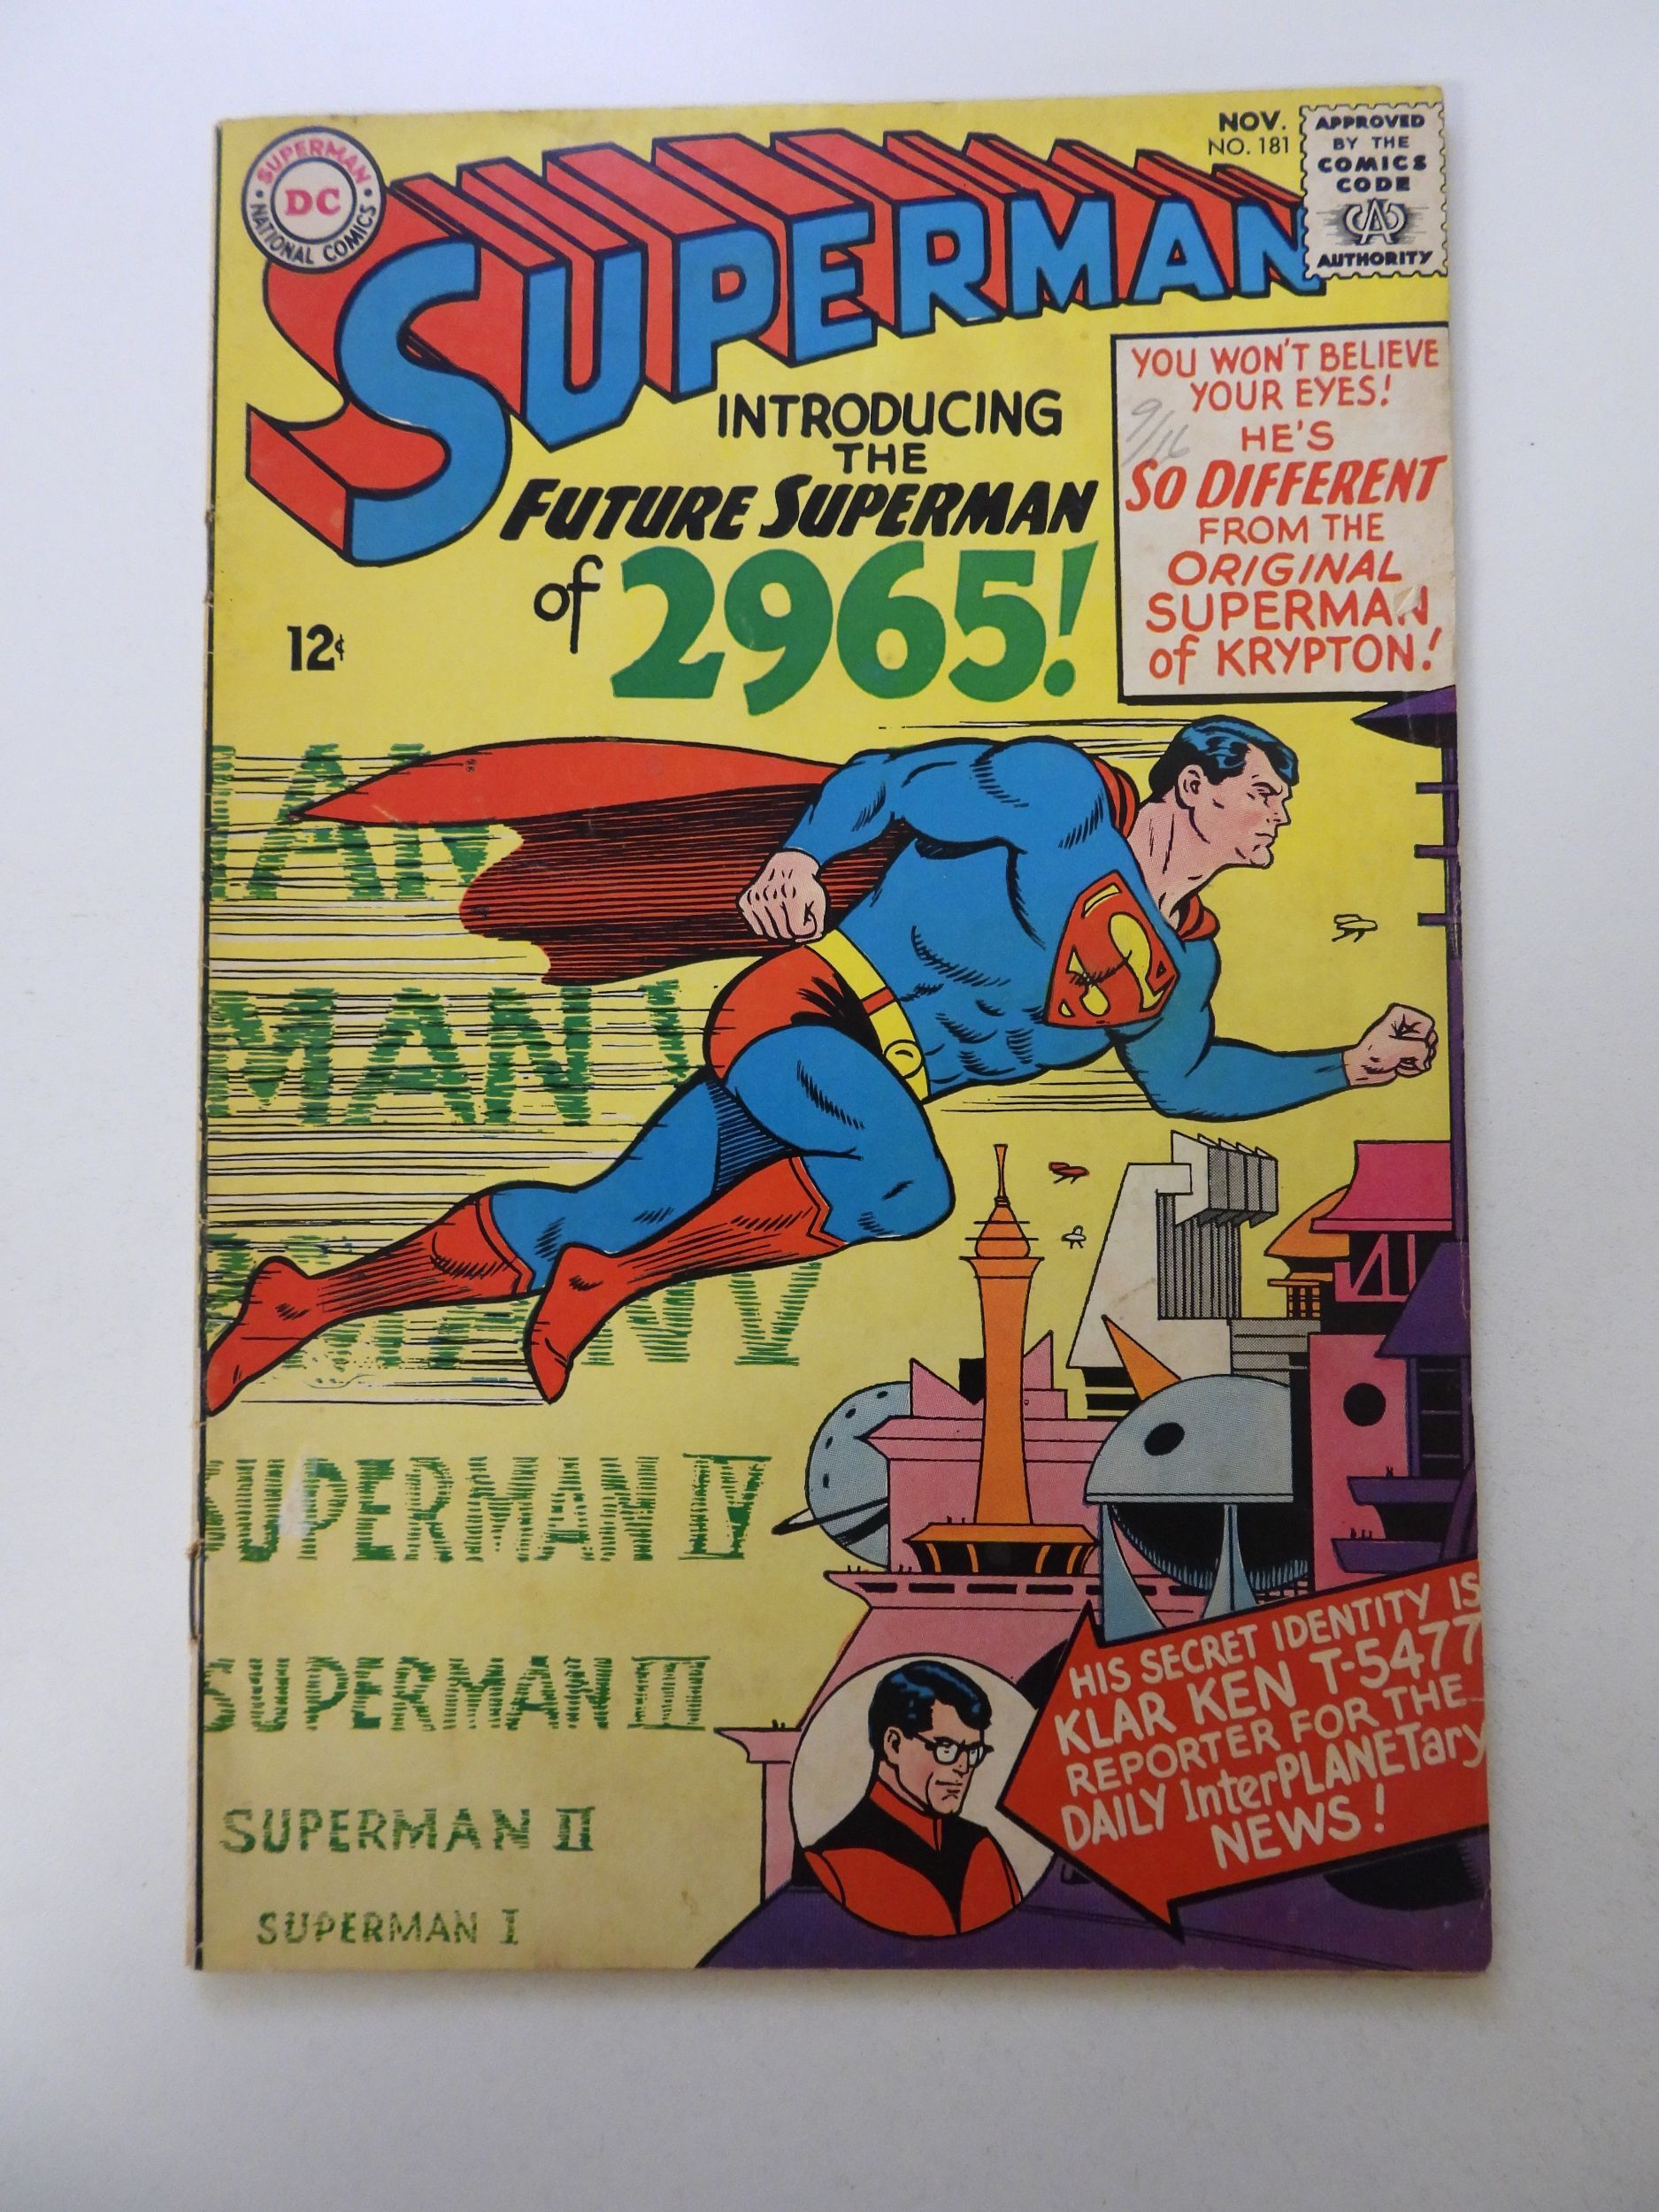 SUPERMAN
DC
NATIONAL COMICS
NOV.
NO. 181
APPROVED
BY THE
COMICS
CODE
CA
AUTHORITY
SUPERMAN
YOU WON'T BELIEVE
YOUR EYES!
9/16
HE'S
SO DIFFERENT
FROM THE
ORIGINAL
SUPERMAN
of KRYPTON!
INTRODUCING
THE
FUTURE SUPERMAN
of 2965!
12¢
S
MAN
SUPERMAN IV
SUPERMAN III
SUPERMAN II
SUPERMAN I
HIS SECRET IDENTITY IS
KLAR KEN T-5477
REPORTER FOR THE
DAILY InterPLANETary
NEWS!